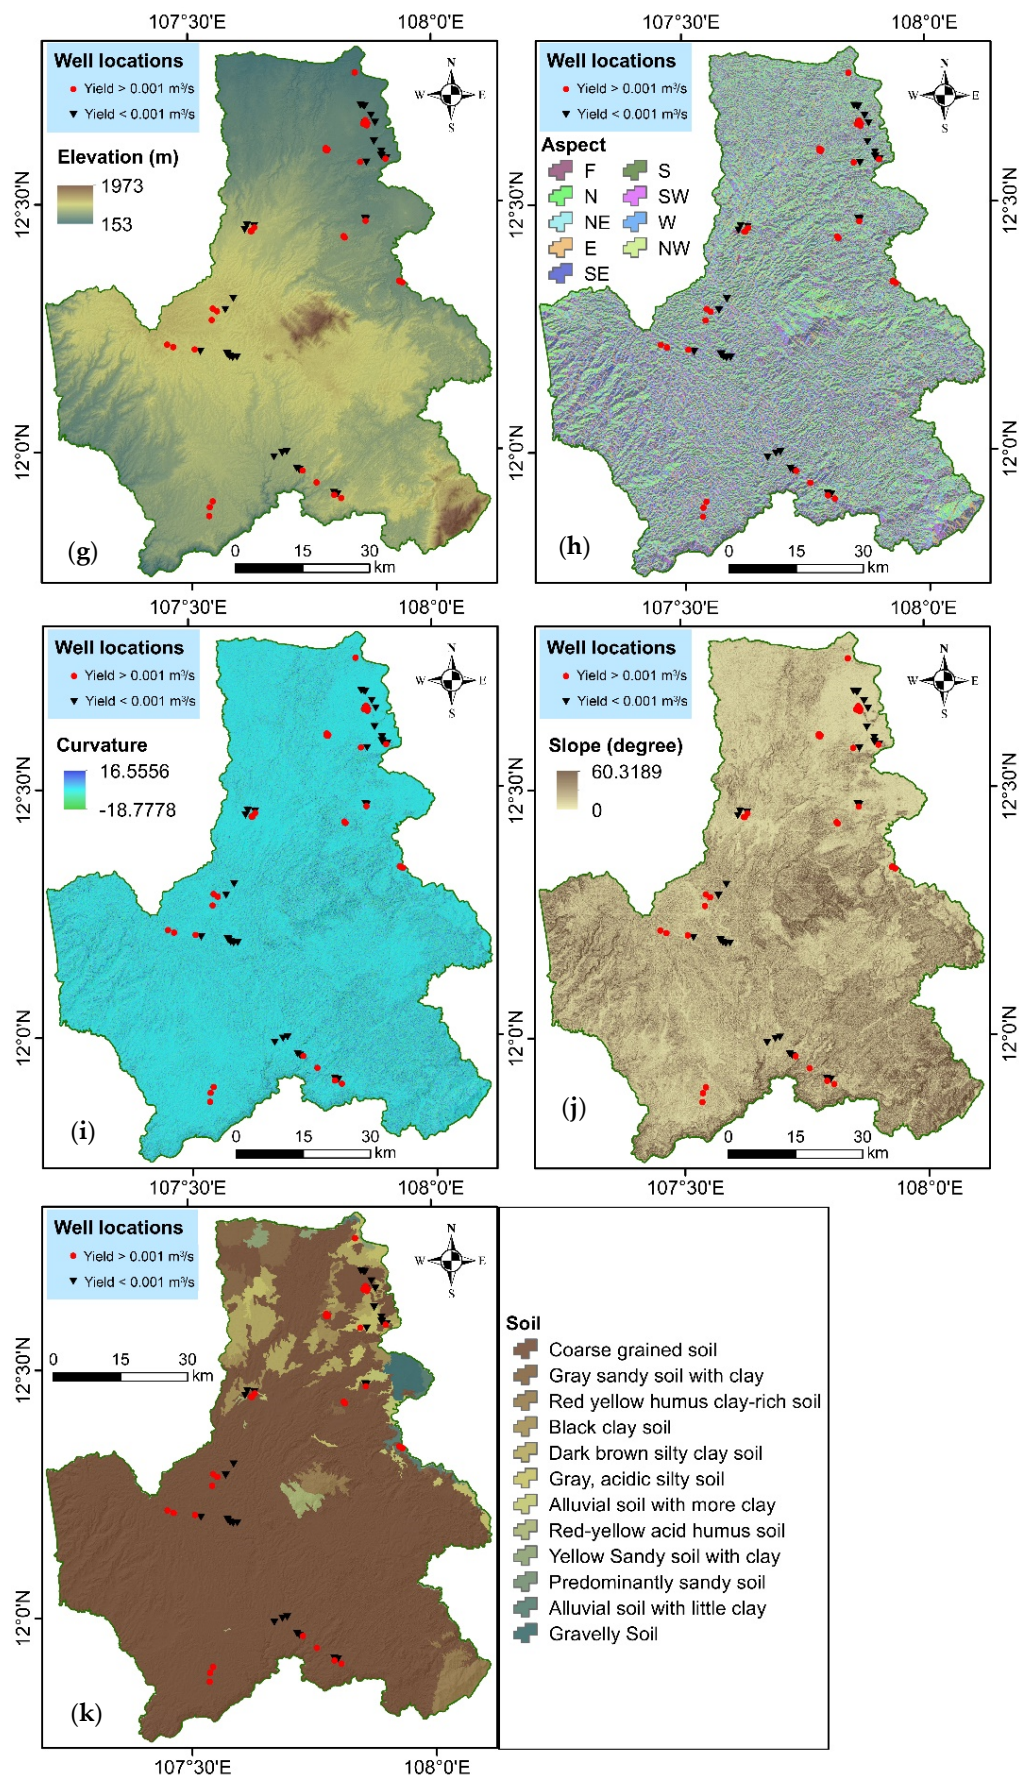 107°30'E 108°0'E 107°30'E 108°0'E
Well locations
Yield > 0.001 m³/s
Yield < 0.001 m³/s
Elevation (m)
1973
153
N
W E
S
12°30'N
12°0'N
(g)
0 15 30
km
107°30'E 108°0'E
Well locations
Yield > 0.001 m³/s
Yield < 0.001 m³/s
Aspect
F S
N SW
NE W
E NW
SE
N
W E
S
12°30'N
12°0'N
(h)
0 15 30
km
107°30'E 108°0'E
Well locations
Yield > 0.001 m³/s
Yield < 0.001 m³/s
Curvature
16.5556
-18.7778
N
W E
S
12°30'N
12°0'N
(i)
0 15 30
km
107°30'E 108°0'E
Well locations
Yield > 0.001 m³/s
Yield < 0.001 m³/s
Slope (degree)
60.3189
0
N
W E
S
12°30'N
12°0'N
(j)
0 15 30
km
107°30'E 108°0'E
Well locations
Yield > 0.001 m³/s
Yield < 0.001 m³/s
N
W E
S
0 15 30
km
12°30'N
12°0'N
(k)
107°30'E 108°0'E
Soil
Coarse grained soil
Gray sandy soil with clay
Red yellow humus clay-rich soil
Black clay soil
Dark brown silty clay soil
Gray, acidic silty soil
Alluvial soil with more clay
Red-yellow acid humus soil
Yellow Sandy soil with clay
Predominantly sandy soil
Alluvial soil with little clay
Gravelly Soil